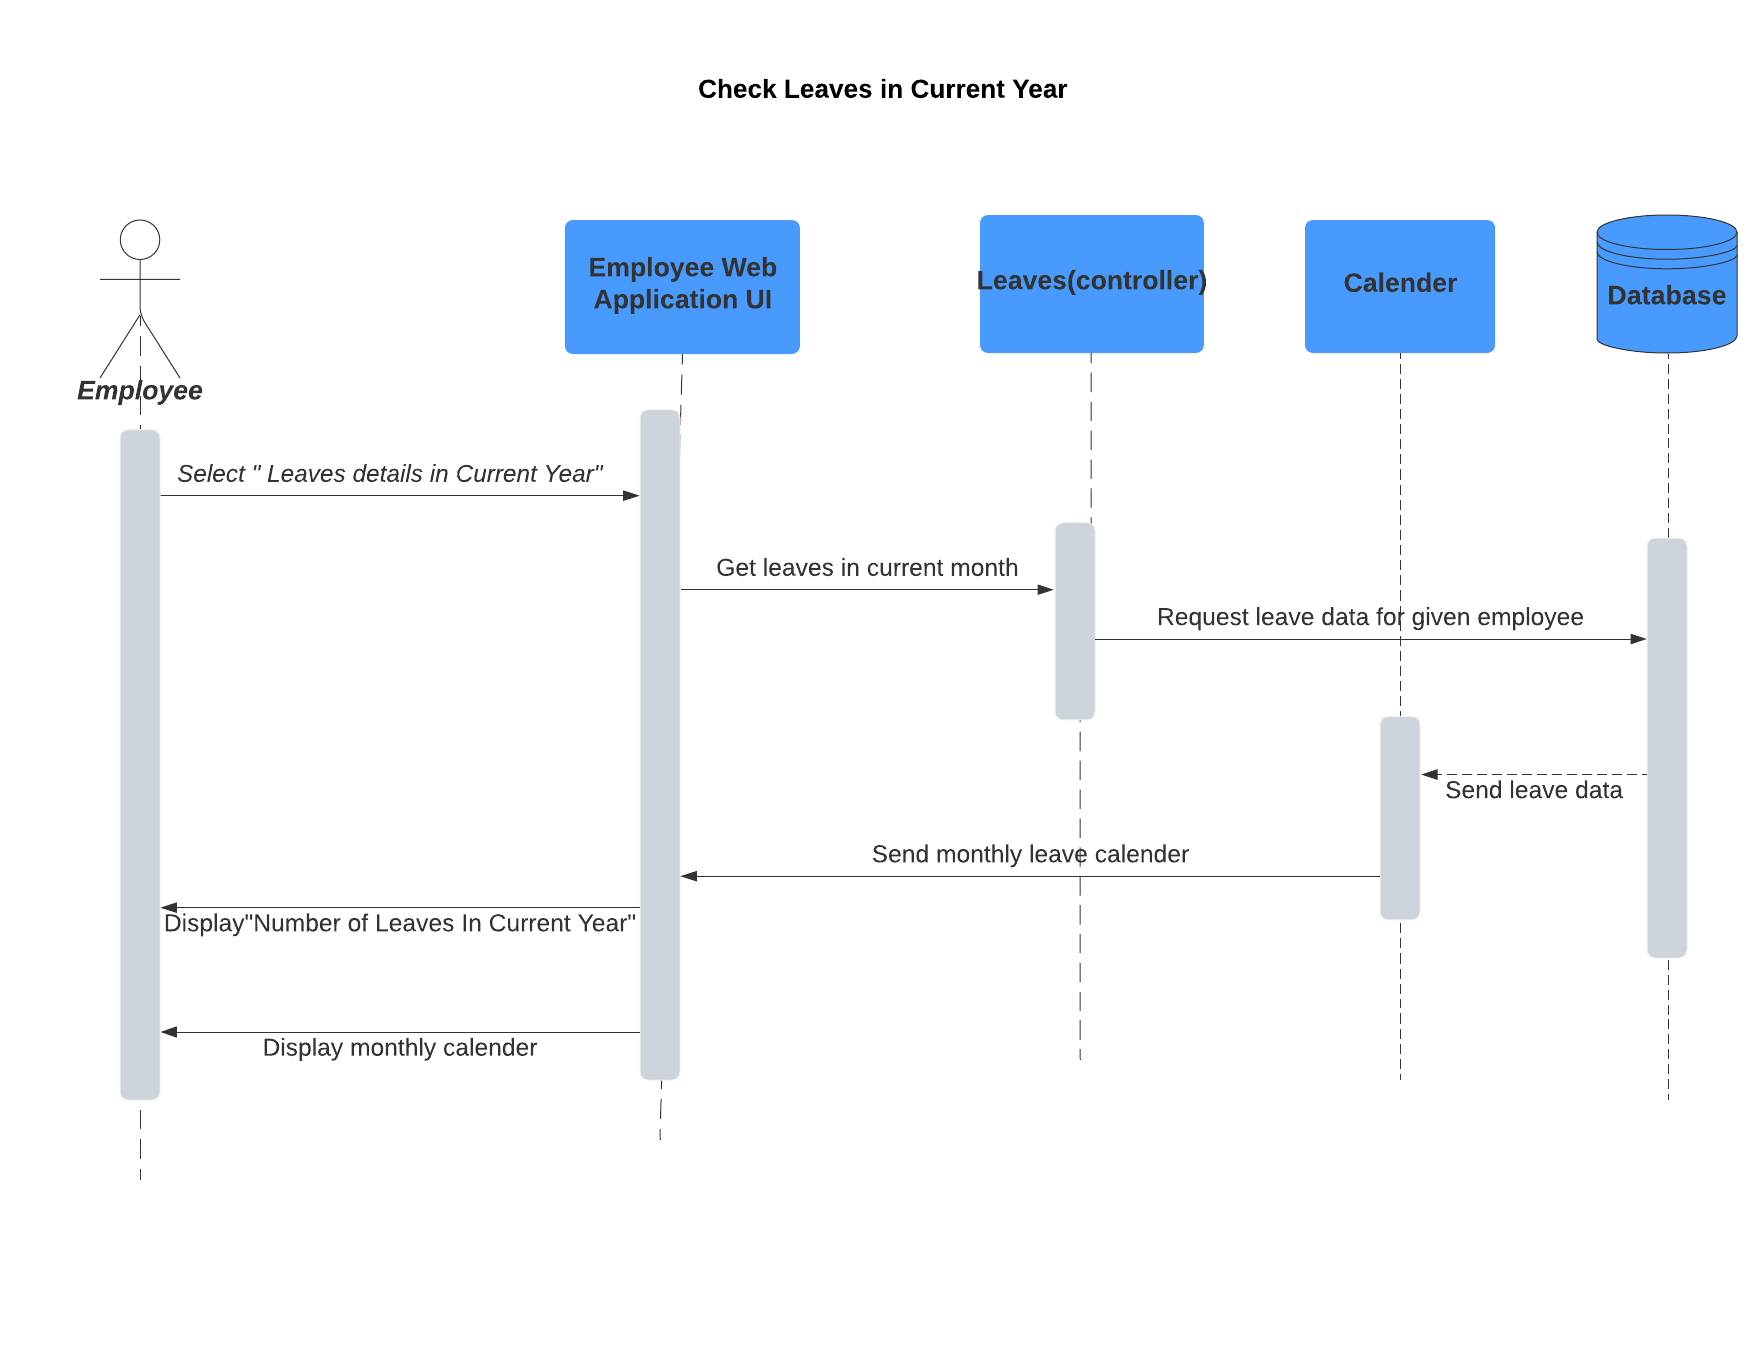 Check Leaves in Current Year
Employee
Employee Web
Application UI
Leaves(controller)
Calender
Database
Select " Leaves details in Current Year"
Get leaves in current month
Request leave data for given employee
Send leave data
Send monthly leave calender
Display"Number of Leaves In Current Year"
Display monthly calender